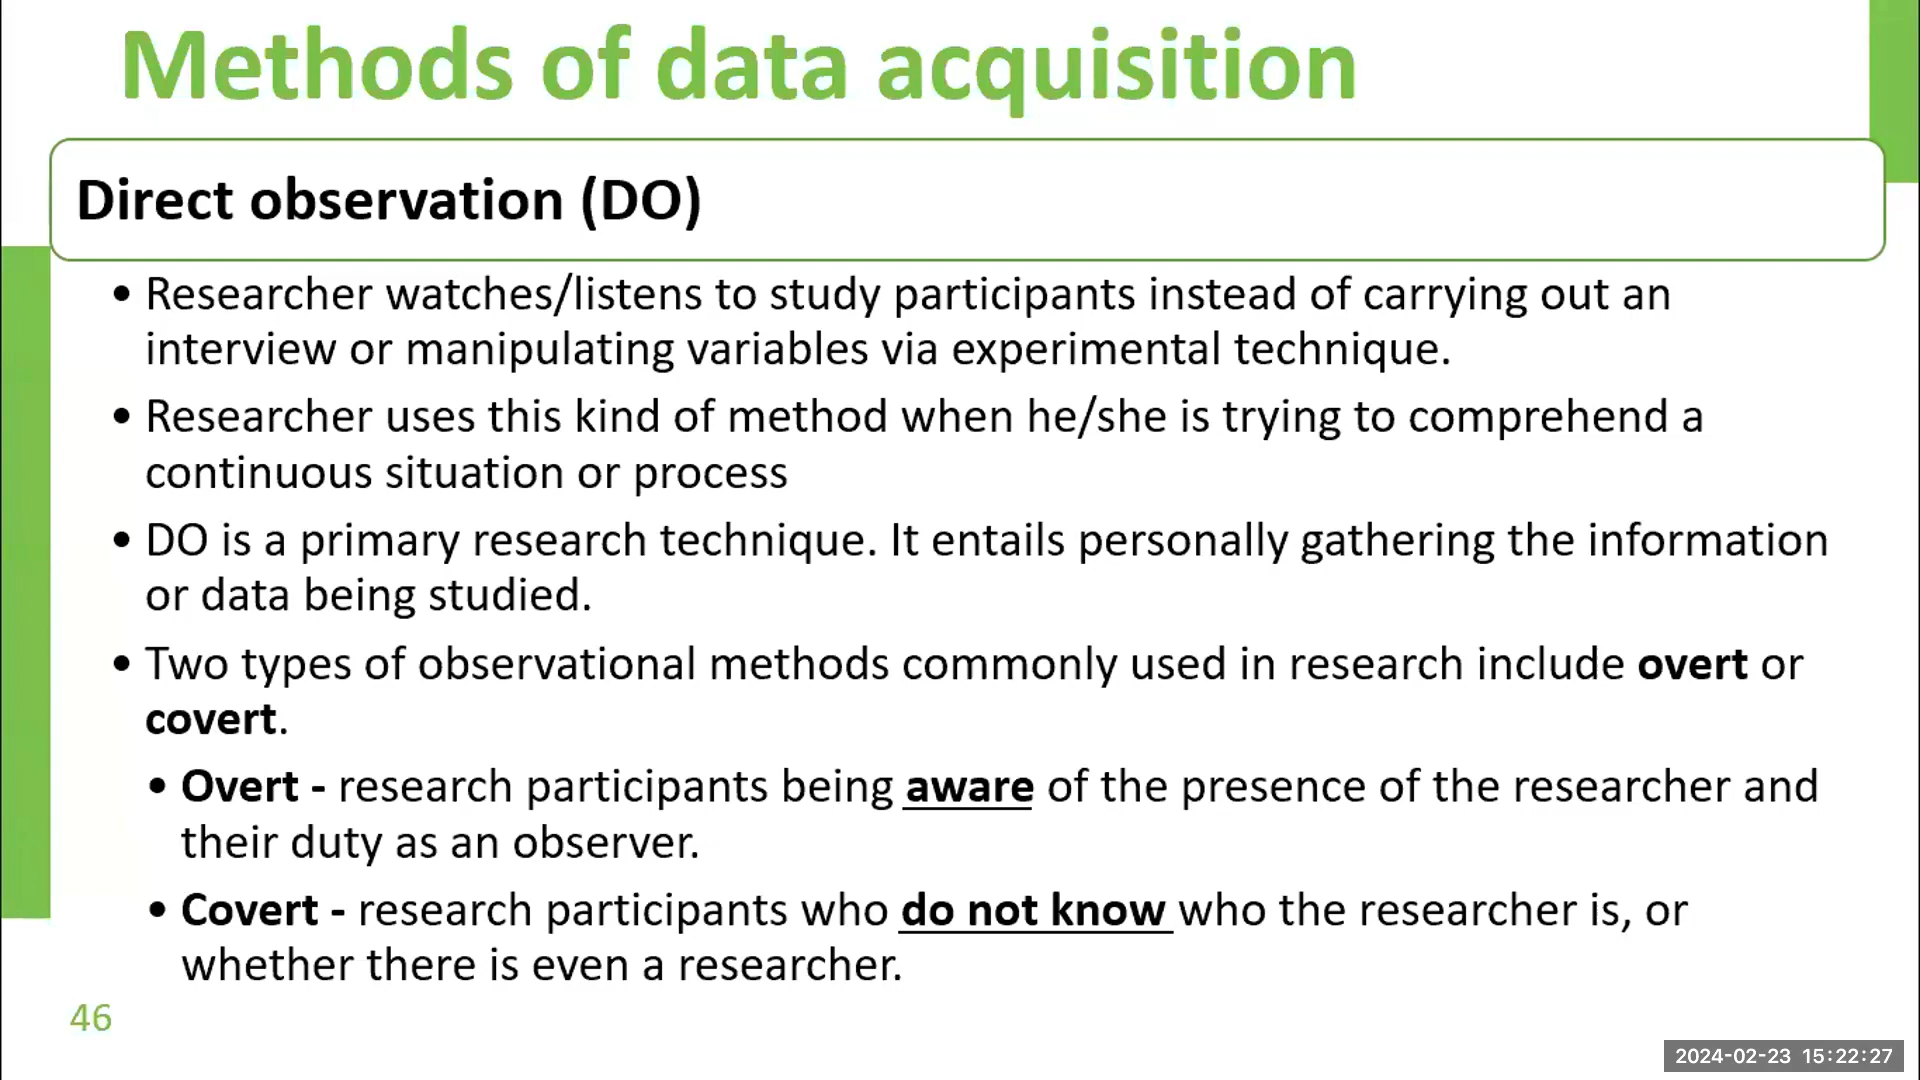 Methods of data acquisition
Direct observation (DO)
• Researcher watches/listens to study participants instead of carrying out an
interview or manipulating variables via experimental technique.
• Researcher uses this kind of method when he/she is trying to comprehend a
continuous situation or process
• DO is a primary research technique. It entails personally gathering the information
or data being studied.
• Two types of observational methods commonly used in research include overt or
covert.
• Overt - research participants being aware of the presence of the researcher and
their duty as an observer.
• Covert - research participants who do not know who the researcher is, or
whether there is even a researcher.
46
2024-02-23 15:22:27